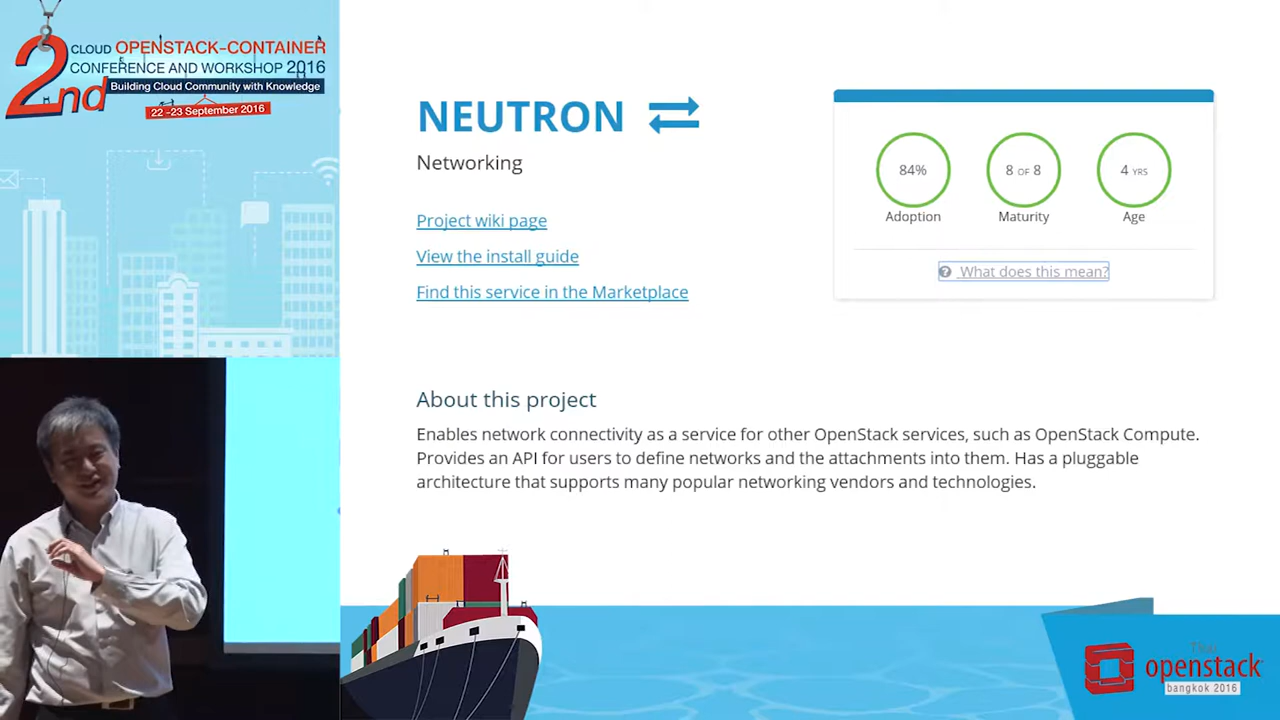 2nd
CLOUD OPENSTACK-CONTAINER
CONFERENCE AND WORKSHOP 2016
Building Cloud Community with Knowledge
22 -23 September 2016
NEUTRON
Networking
Project wiki page
View the install guide
Find this service in the Marketplace
84%
Adoption
8 OF 8
Maturity
4 YRS
Age
? What does this mean?
About this project
Enables network connectivity as a service for other OpenStack services, such as OpenStack Compute.
Provides an API for users to define networks and the attachments into them. Has a pluggable
architecture that supports many popular networking vendors and technologies.
Thai
openstack
bangkok 2016